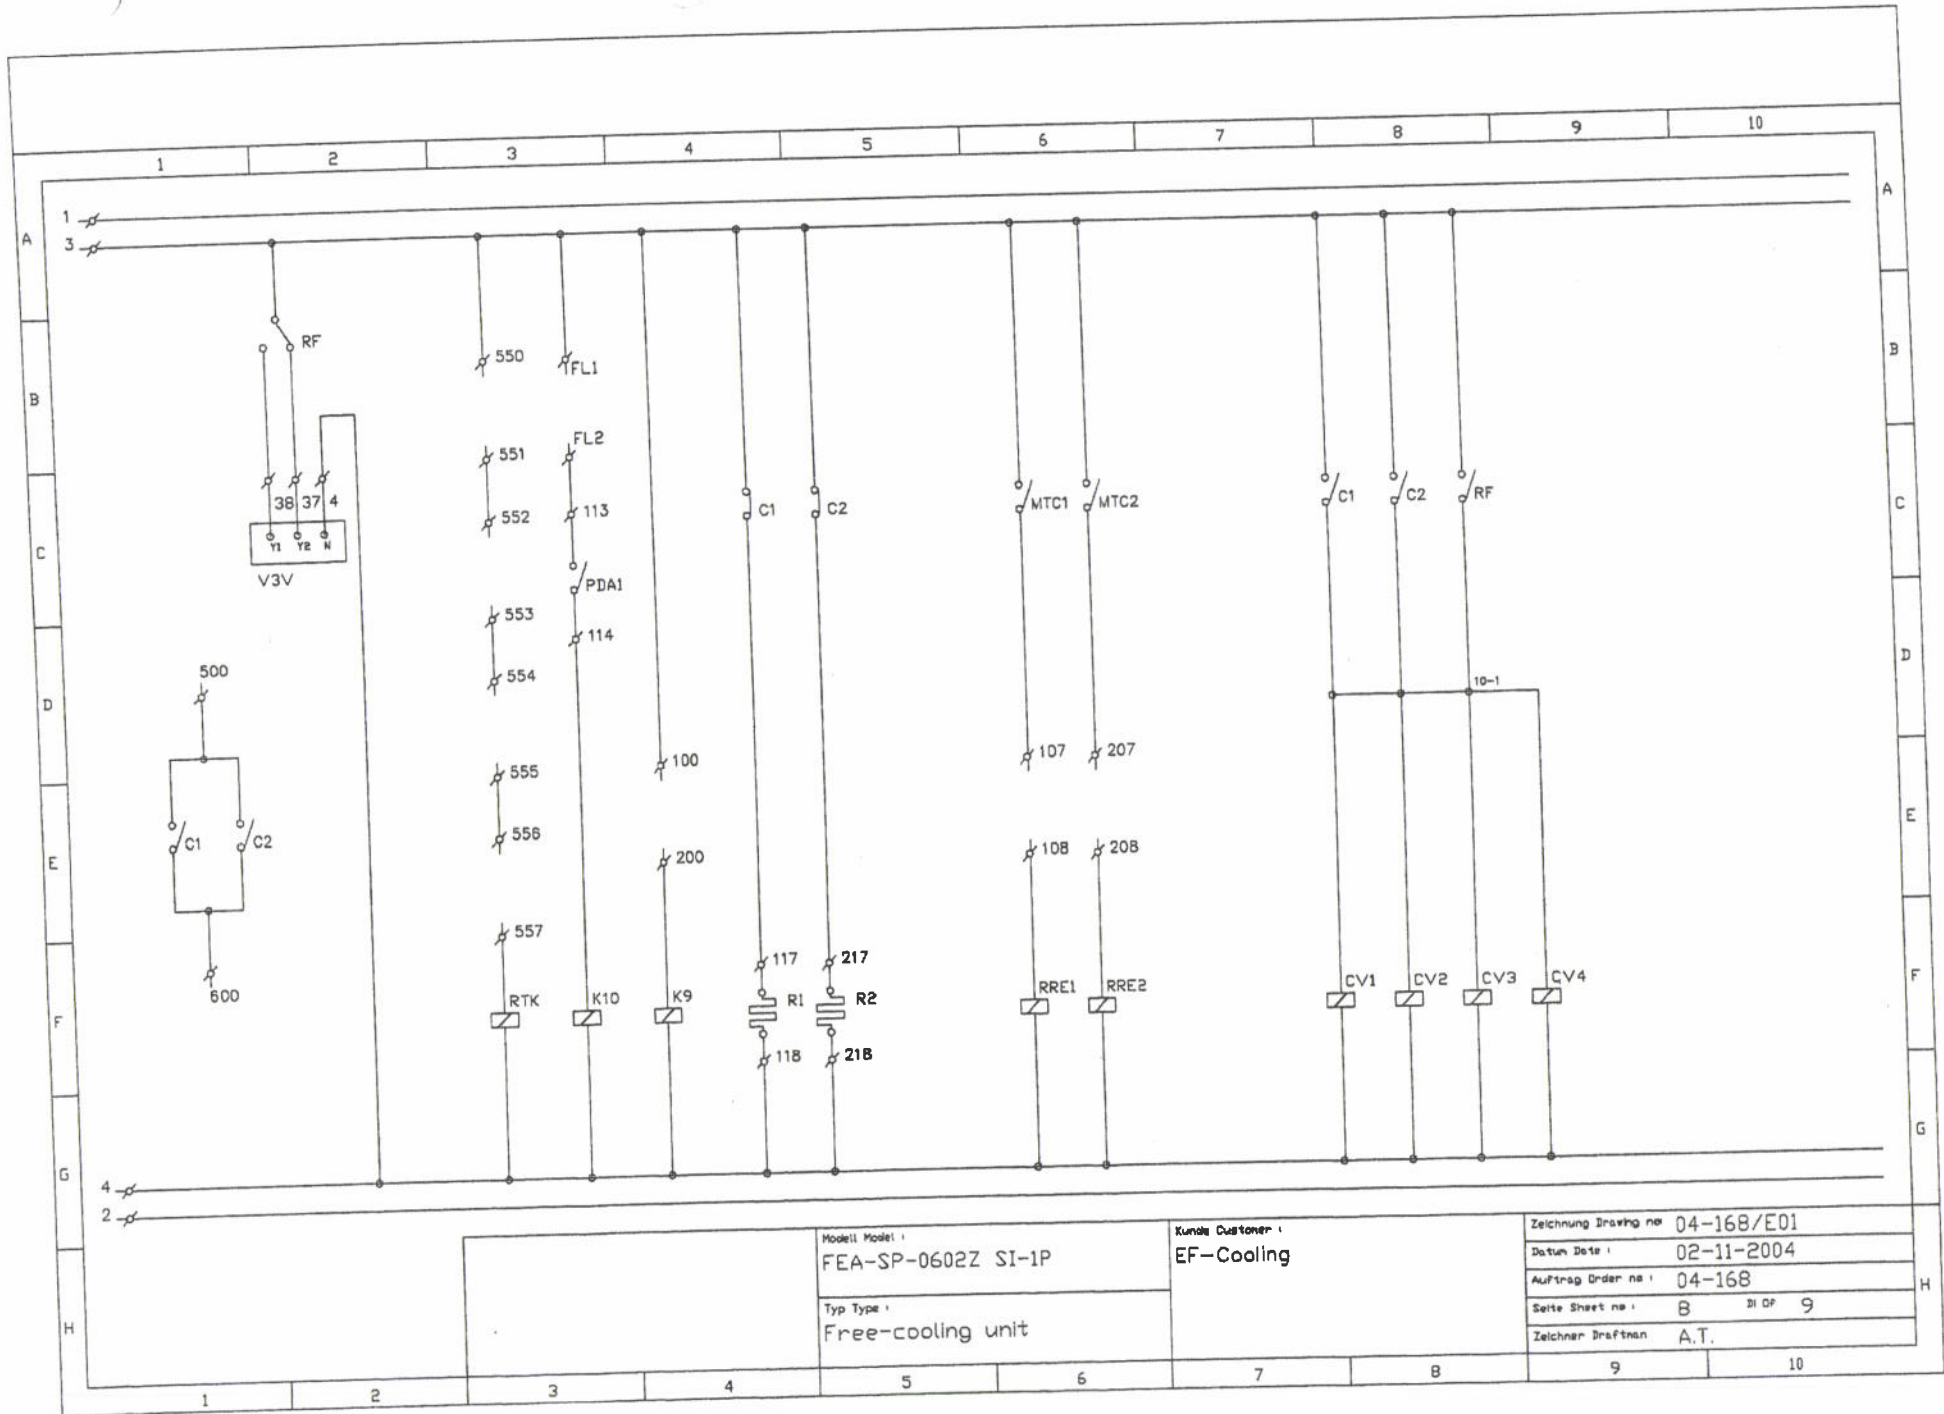 1 2 3 4 5 6 7 8 9 10
A A
1
3
RF
B B
550 FL1
551 FL2
38 37 4
552 113
C1 C2
MTC1 MTC2
C1 C2 RF
C C
Y1 Y2 N
V3V
PDA1
553 114
554
10-1
D D
500
107 207
555 100
556
C1 C2
E E
200
108 208
557
117 217
600
RTK K10 K9 R1 R2
RRE1 RRE2
CV1 CV2 CV3 CV4
F F
118 218
G G
4
2
Modell Model :
FEA-SP-0602Z SI-1P
Typ Type :
Free-cooling unit
Kunde Customer :
EF-Cooling
Zeichnung Drawing no: 04-168/E01
Datum Date : 02-11-2004
Auftrag Order no : 04-168
Seite Sheet no : 8 DI OF 9
Zeichner Draftman A.T.
H H
1 2 3 4 5 6 7 8 9 10